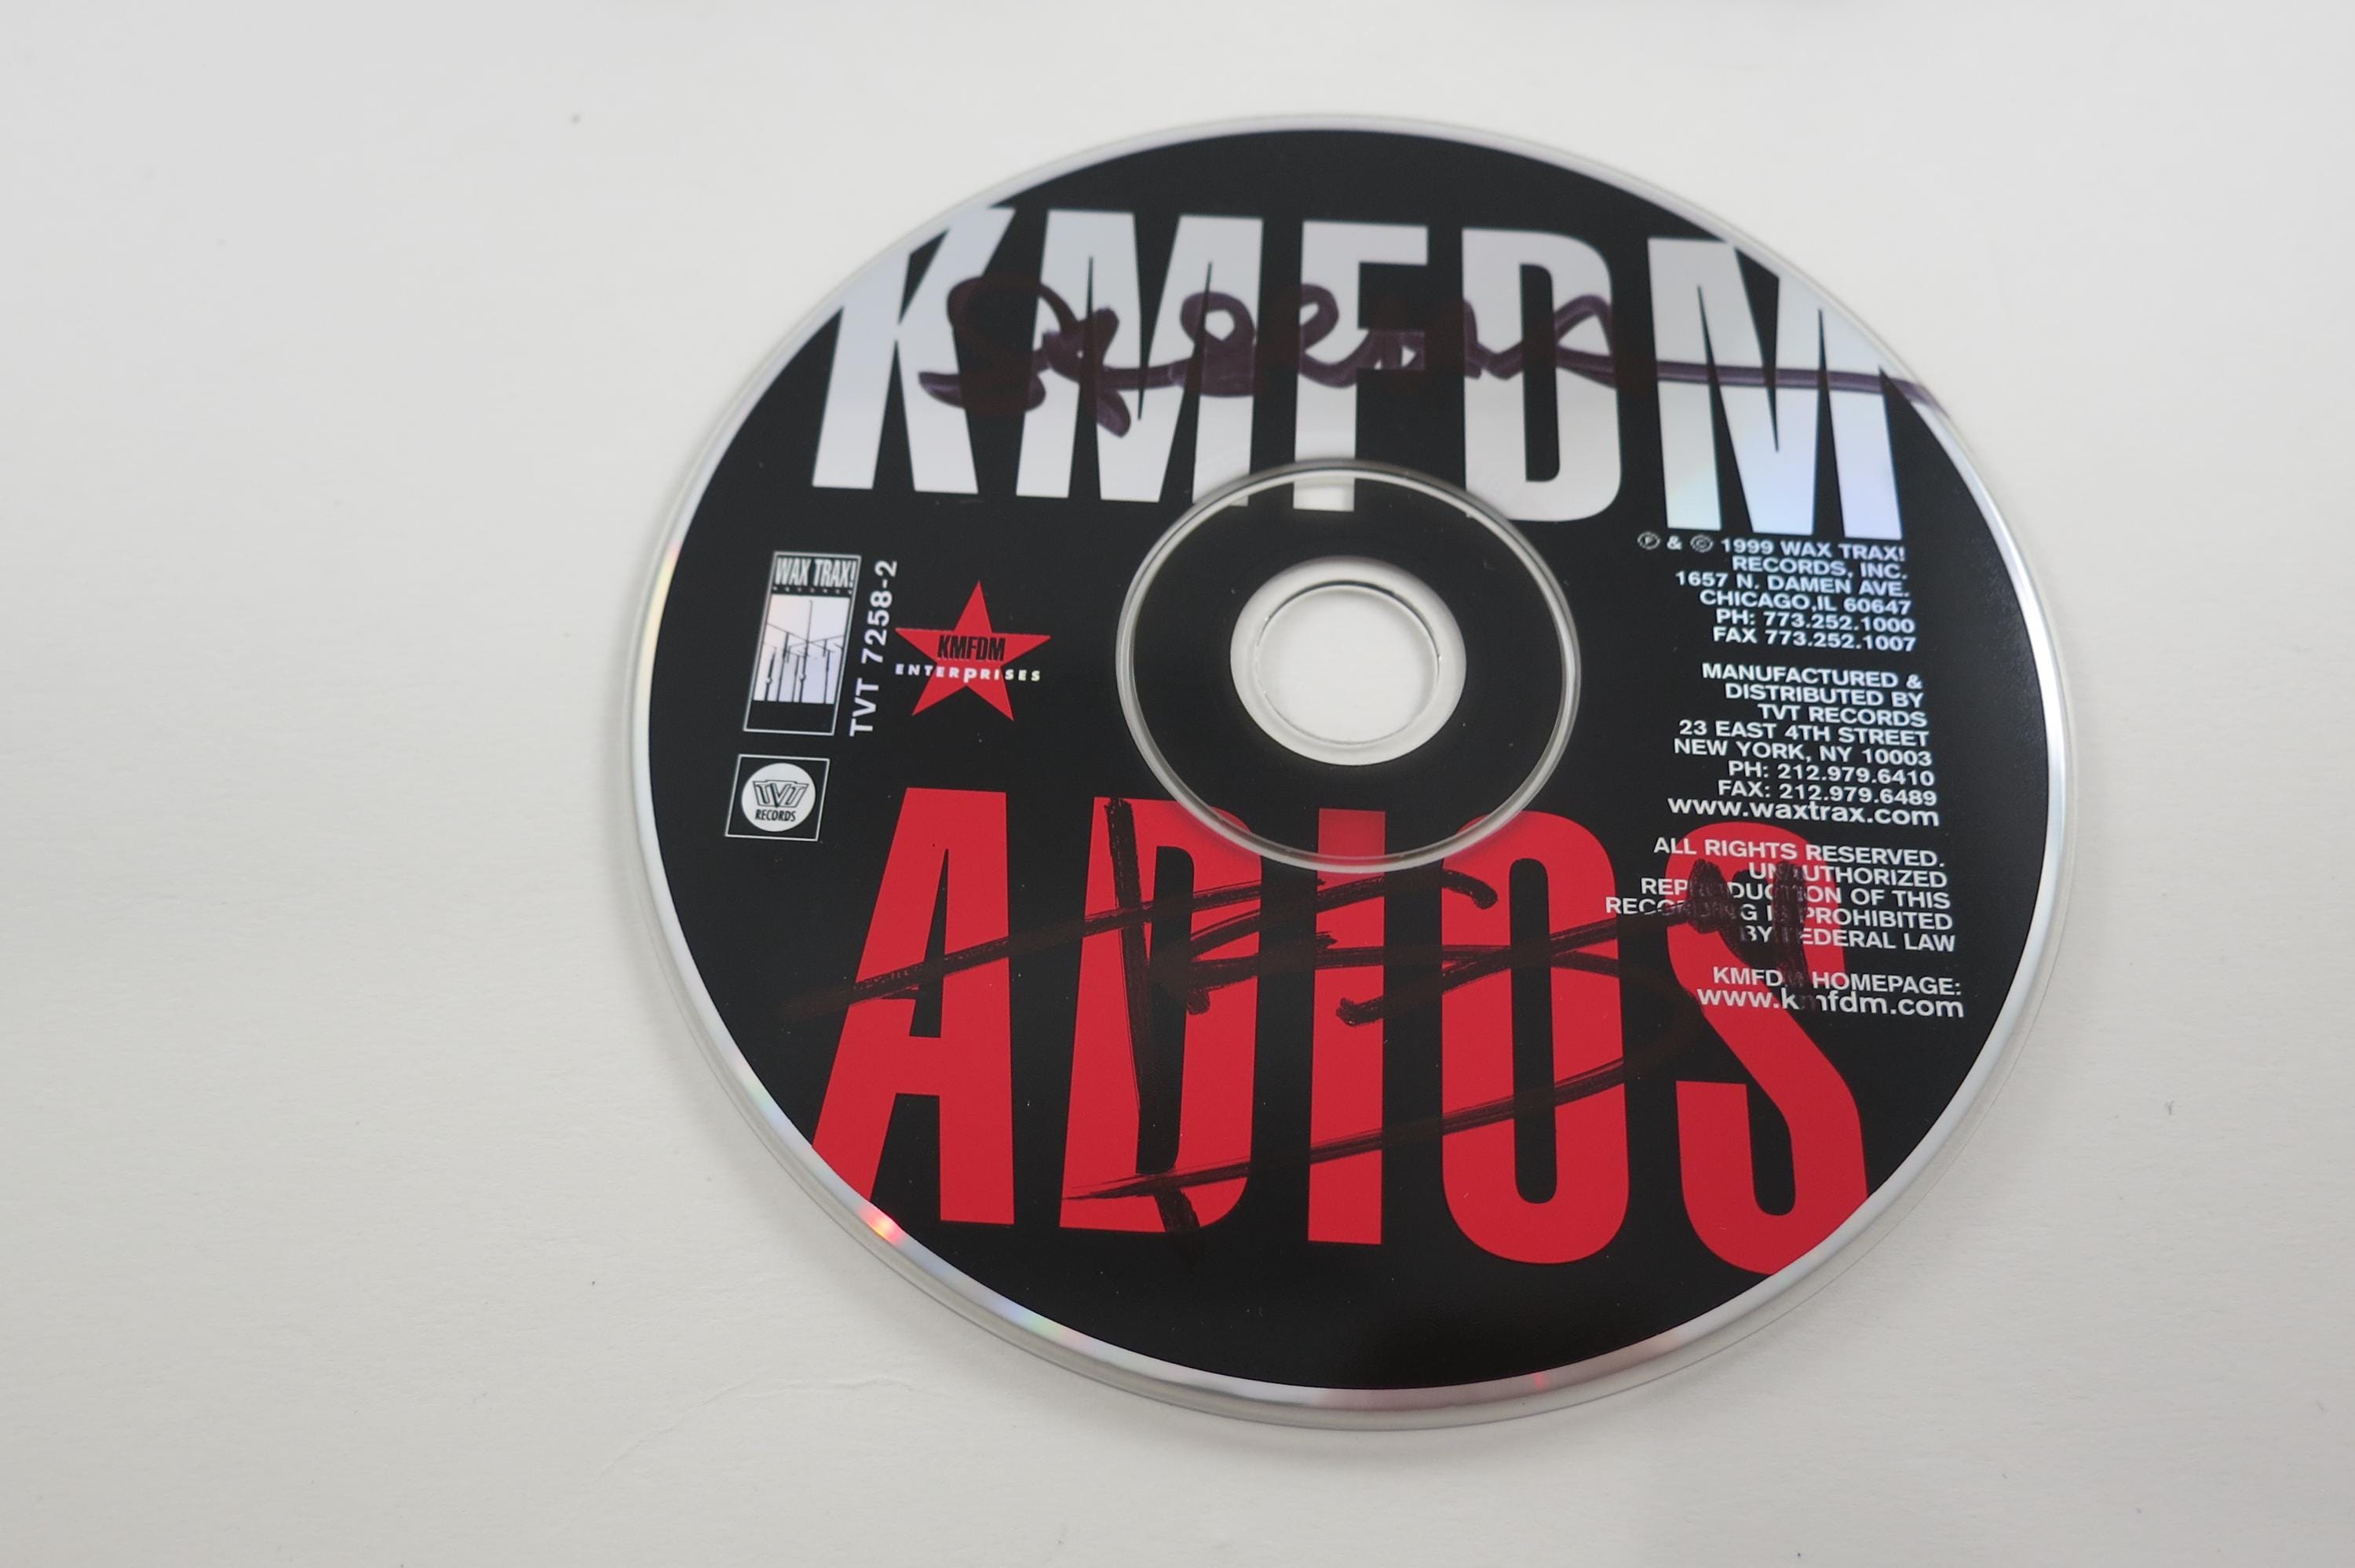 KMFDM
WAX TRAX!
RECORDS
TVT 7258-2
KMFDM
ENTERPRISES
TVT
RECORDS
℗ & © 1999 WAX TRAX!
RECORDS, INC.
1657 N. DAMEN AVE.
CHICAGO,IL 60647
PH: 773.252.1000
FAX 773.252.1007
MANUFACTURED &
DISTRIBUTED BY
TVT RECORDS
23 EAST 4TH STREET
NEW YORK, NY 10003
PH: 212.979.6410
FAX: 212.979.6489
www.waxtrax.com
ALL RIGHTS RESERVED.
UNAUTHORIZED
REPRODUCTION OF THIS
RECORDING IS PROHIBITED
BY FEDERAL LAW
KMFDM HOMEPAGE:
www.kmfdm.com
ADIOS